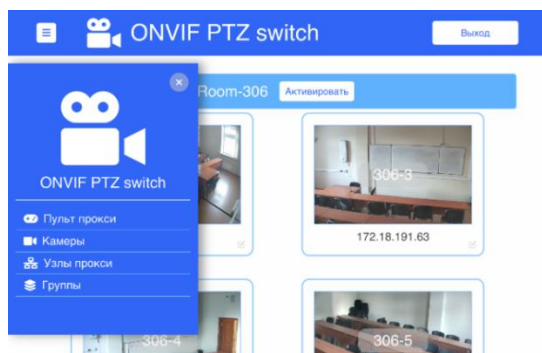 ONVIF PTZ switch
Выход
Room-306
Активировать
ONVIF PTZ switch
Пульт прокси
Камеры
Узлы прокси
Группы
306-3
172.18.191.63
306-4
306-5